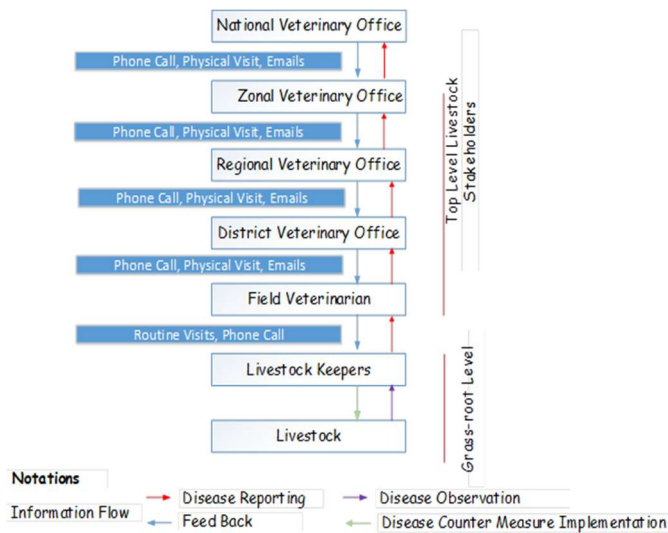 National Veterinary Office
Phone Call, Physical Visit, Emails
Zonal Veterinary Office
Phone Call, Physical Visit, Emails
Regional Veterinary Office
Phone Call, Physical Visit, Emails
District Veterinary Office
Phone Call, Physical Visit, Emails
Field Veterinarian
Routine Visits, Phone Call
Livestock Keepers
Livestock
Top Level Livestock
Stakeholders
Grass-root Level
Notations
Information Flow
Disease Reporting
Disease Observation
Feed Back
Disease Counter Measure Implementation